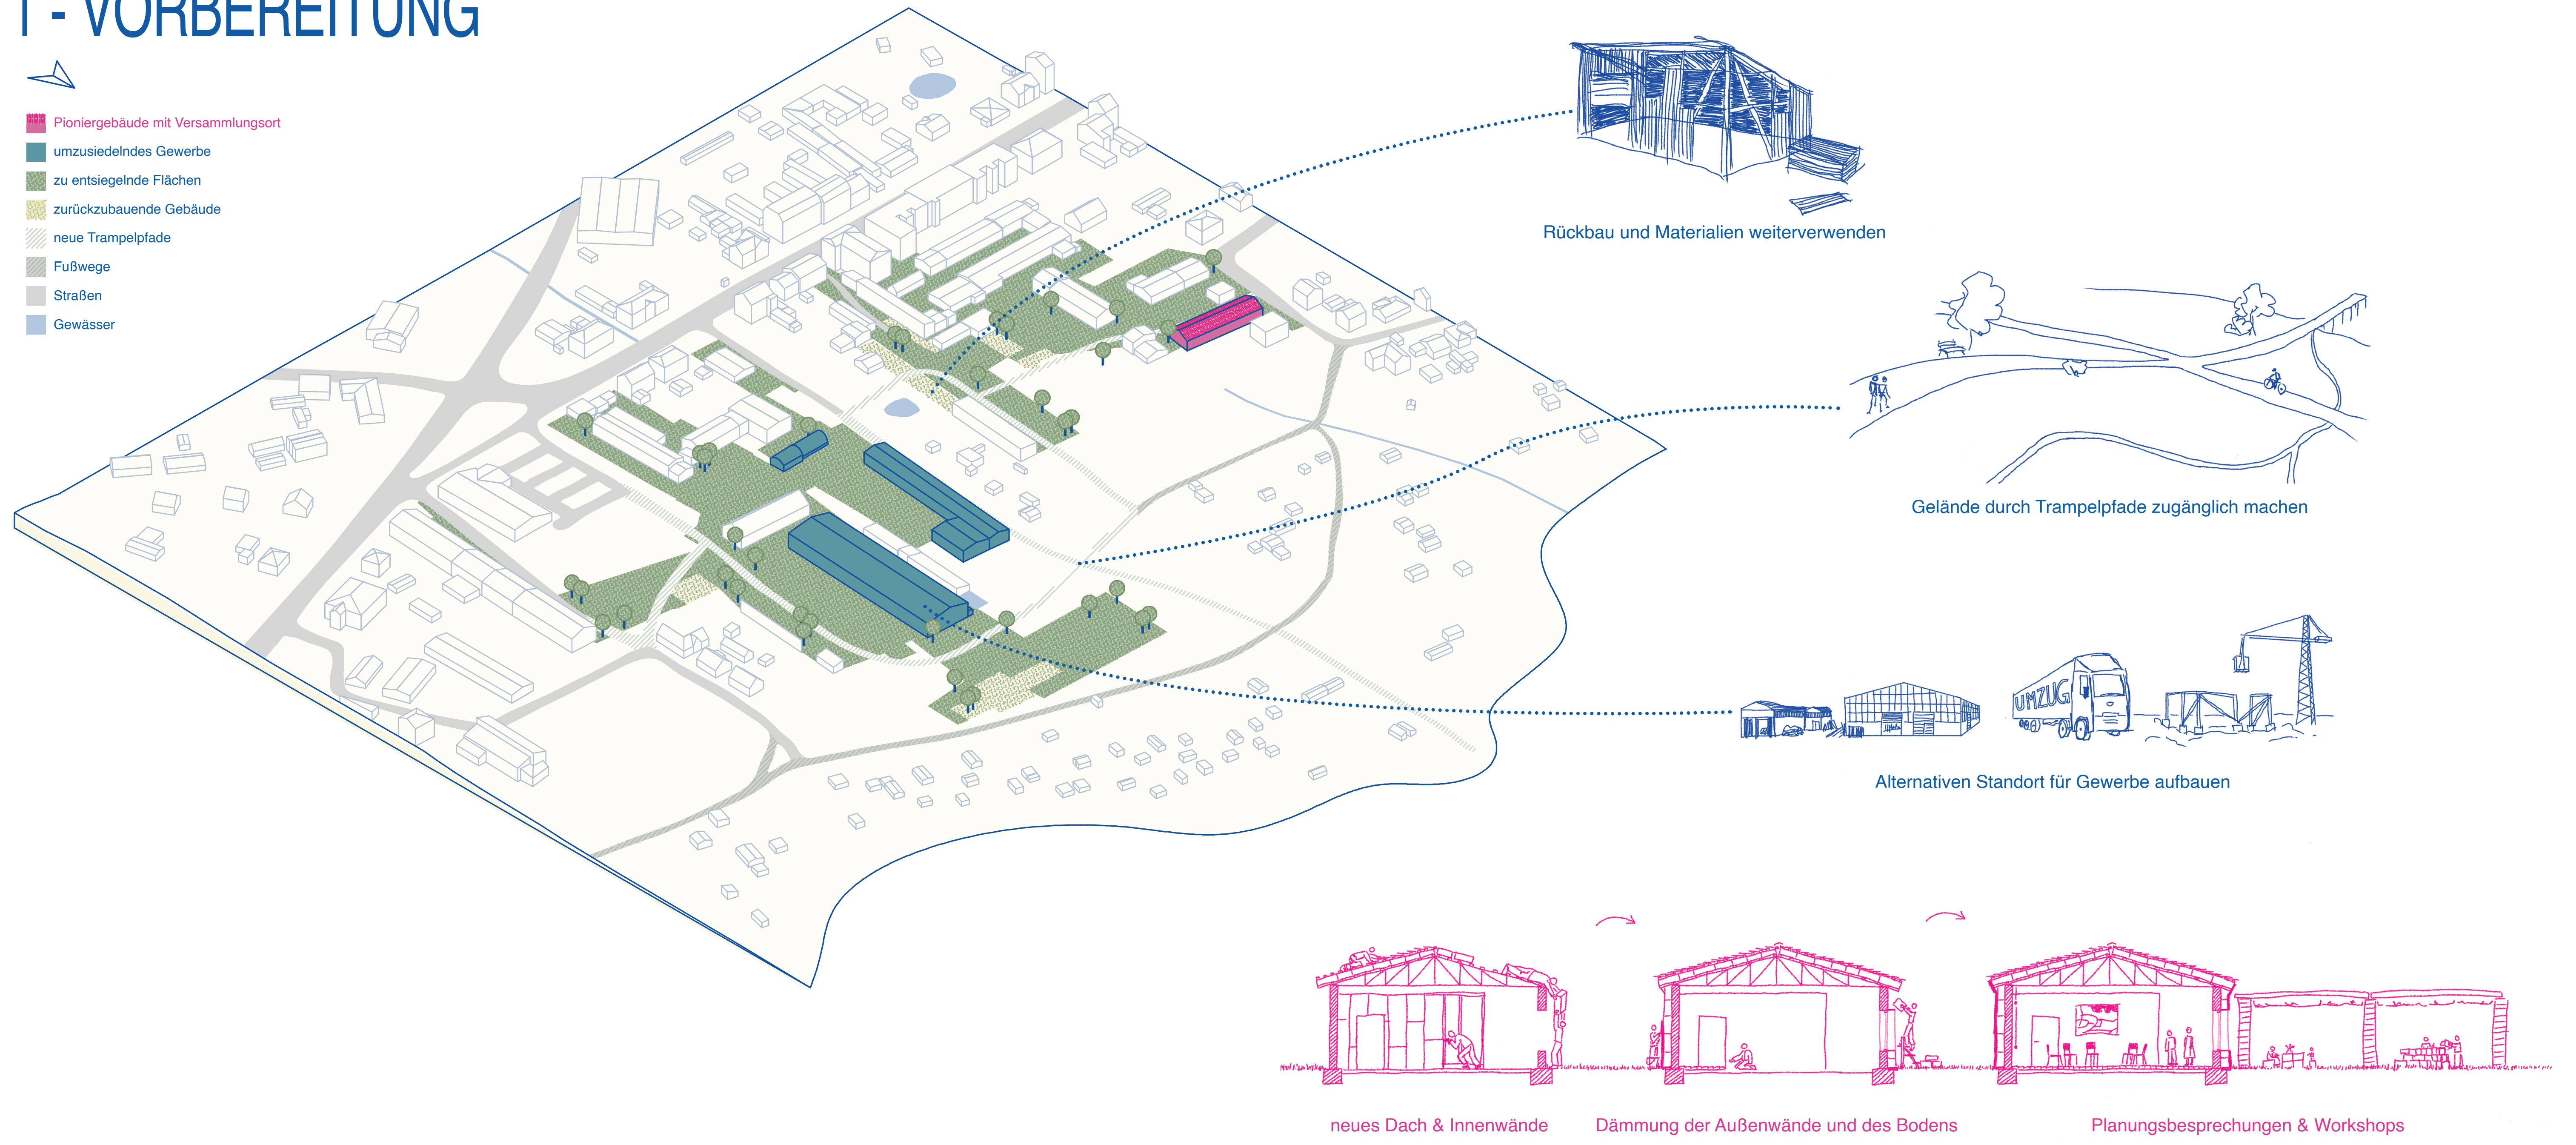 1 - VORBEREITUNG
Pioniergebäude mit Versammlungsort
umzusiedelndes Gewerbe
zu entsiegelnde Flächen
zurückzubauende Gebäude
neue Trampelpfade
Fußwege
Straßen
Gewässer
Rückbau und Materialien weiterverwenden
Gelände durch Trampelpfade zugänglich machen
UMZUG
Alternativen Standort für Gewerbe aufbauen
neues Dach & Innenwände
Dämmung der Außenwände und des Bodens
Planungsbesprechungen & Workshops